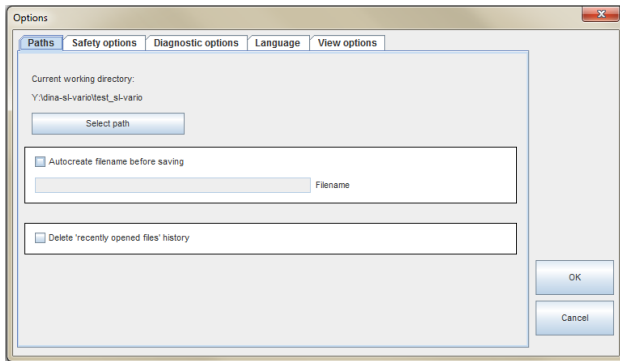 Options
Paths Safety options Diagnostic options Language View options
Current working directory:
Y:\dina-sl-vario\test_sl-vario
Select path
Autocreate filename before saving
Filename
Delete 'recently opened files' history
OK
Cancel